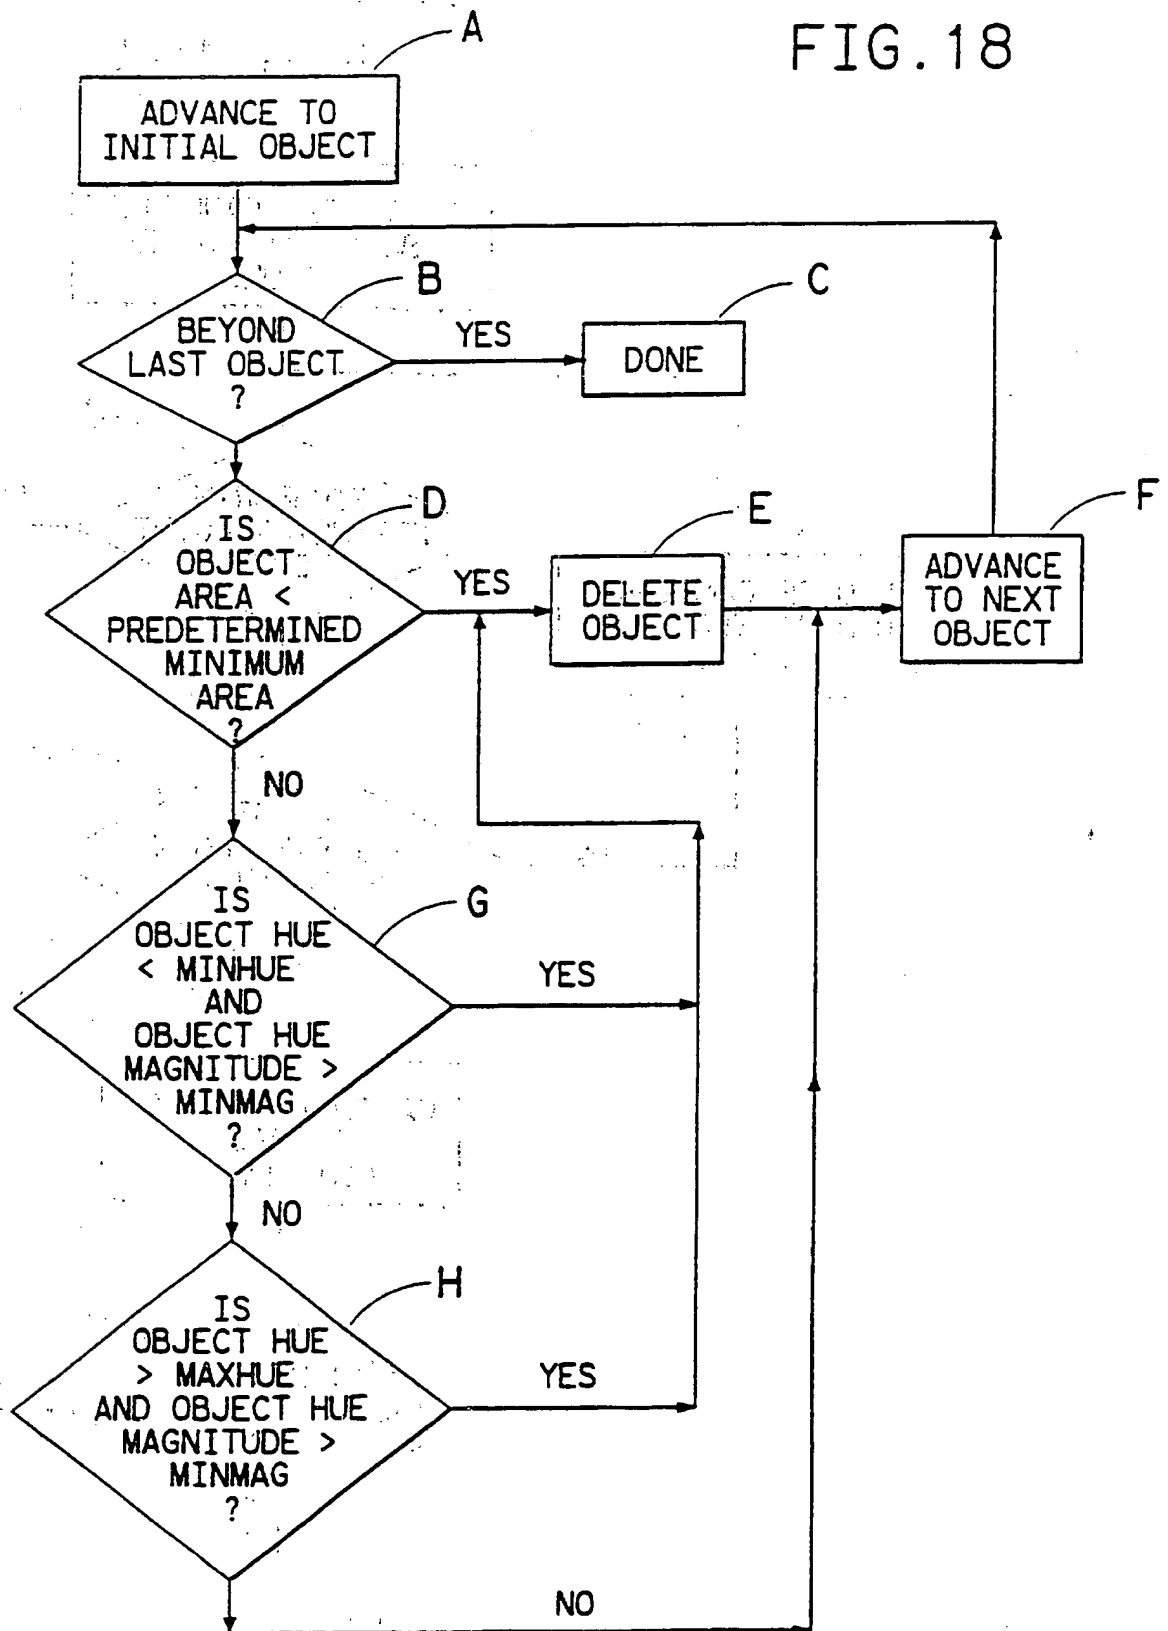 FIG.18
A
ADVANCE TO
INITIAL OBJECT
B
BEYOND
LAST OBJECT
?
YES
C
DONE
D
IS
OBJECT
AREA <
PREDETERMINED
MINIMUM
AREA
?
YES
E
DELETE
OBJECT
F
ADVANCE
TO NEXT
OBJECT
NO
G
IS
OBJECT HUE
< MINHUE
AND
OBJECT HUE
MAGNITUDE >
MINMAG
?
YES
NO
H
IS
OBJECT HUE
> MAXHUE
AND OBJECT HUE
MAGNITUDE >
MINMAG
?
YES
NO